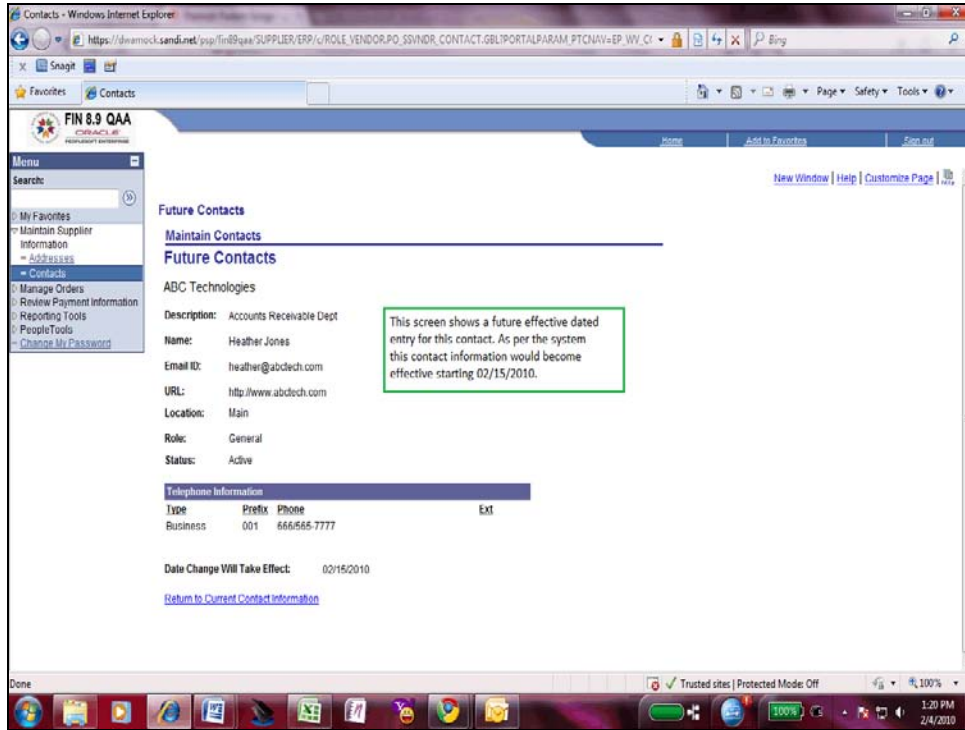 Contacts - Windows Internet Explorer
https://dwamock.sandi.net/psp/fin89qaa/SUPPLIER/ERP/c/ROLE_VENDOR.PO_SSVNDR_CONTACT.GBL?PORTALPARAM_PTCNAV=EP_WV_C
Bing
x Snagit
Favorites Contacts
Page Safety Tools
FIN 8.9 QAA
ORACLE
PEOPLESOFT ENTERPRISE
Home Add to Favorites Sign out
Menu
Search:
My Favorites
Maintain Supplier
Information
- Addresses
- Contacts
Manage Orders
Review Payment Information
Reporting Tools
PeopleTools
- Change My Password
New Window | Help | Customize Page |
Future Contacts
Maintain Contacts
Future Contacts
ABC Technologies
Description: Accounts Receivable Dept
Name: Heather Jones
Email ID: heather@abctech.com
URL: http://www.abctech.com
Location: Main
Role: General
Status: Active
This screen shows a future effective dated
entry for this contact. As per the system
this contact information would become
effective starting 02/15/2010.
Telephone Information
Type Prefix Phone Ext
Business 001 666/565-7777
Date Change Will Take Effect: 02/15/2010
Return to Current Contact Information
Done
Trusted sites | Protected Mode: Off
100%
100%
1:20 PM
2/4/2010